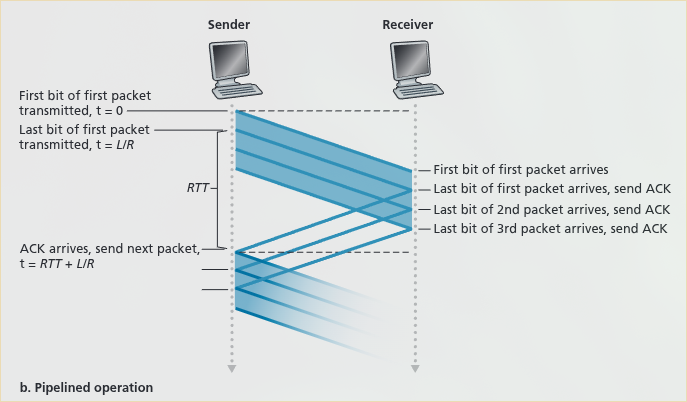 Sender
Receiver
First bit of first packet
transmitted, t = 0
Last bit of first packet
transmitted, t = L/R
RTT
First bit of first packet arrives
Last bit of first packet arrives, send ACK
Last bit of 2nd packet arrives, send ACK
Last bit of 3rd packet arrives, send ACK
ACK arrives, send next packet,
t = RTT + L/R
b. Pipelined operation